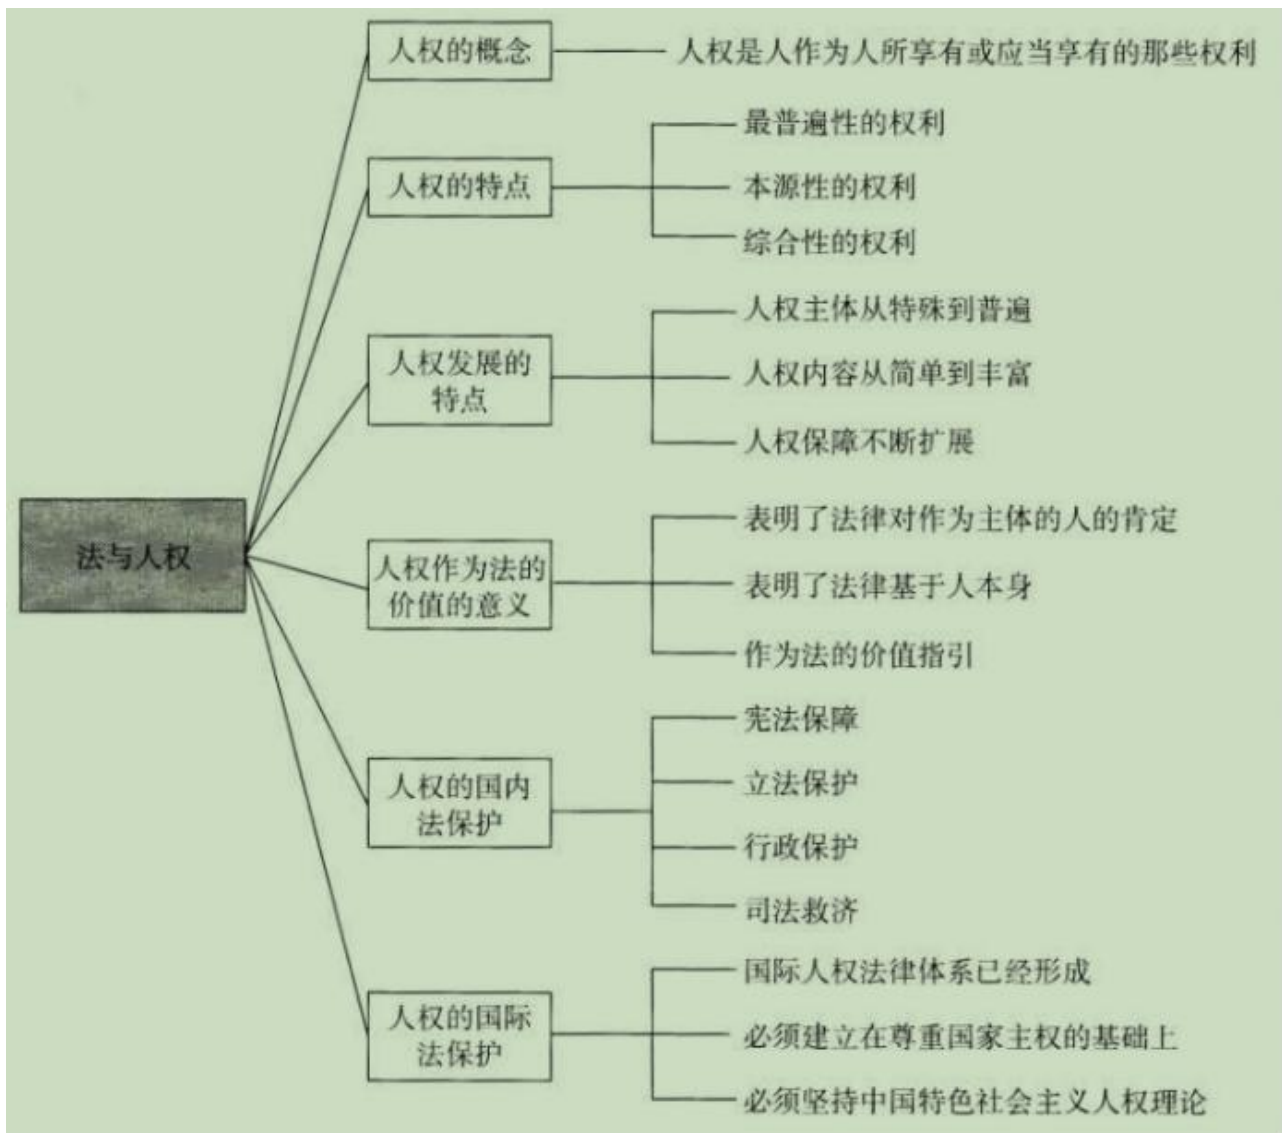 法与人权
人权的概念
人权是人作为人所享有或应当享有的那些权利
人权的特点
最普遍性的权利
本源性的权利
综合性的权利
人权发展的
特点
人权主体从特殊到普遍
人权内容从简单到丰富
人权保障不断扩展
人权作为法的
价值的意义
表明了法律对作为主体的人的肯定
表明了法律基于人本身
作为法的价值指引
人权的国内
法保护
宪法保障
立法保护
行政保护
司法救济
人权的国际
法保护
国际人权法律体系已经形成
必须建立在尊重国家主权的基础上
必须坚持中国特色社会主义人权理论